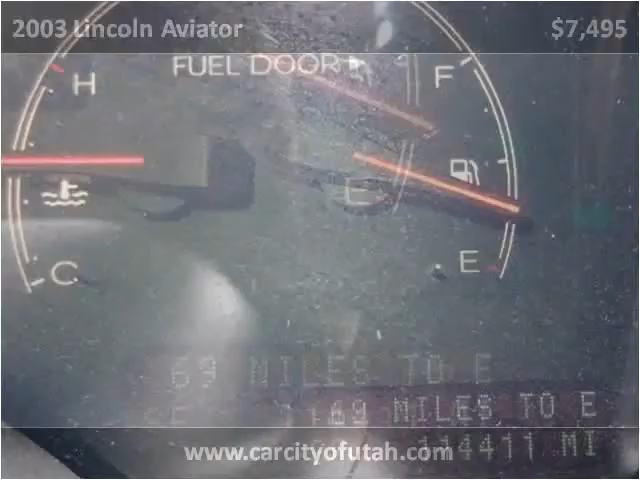 2003 Lincoln Aviator $7,495
FUEL DOOR
H F
E
C E
69 MILES TO E
69 MILES TO E
114411 MI
www.carcityofutah.com